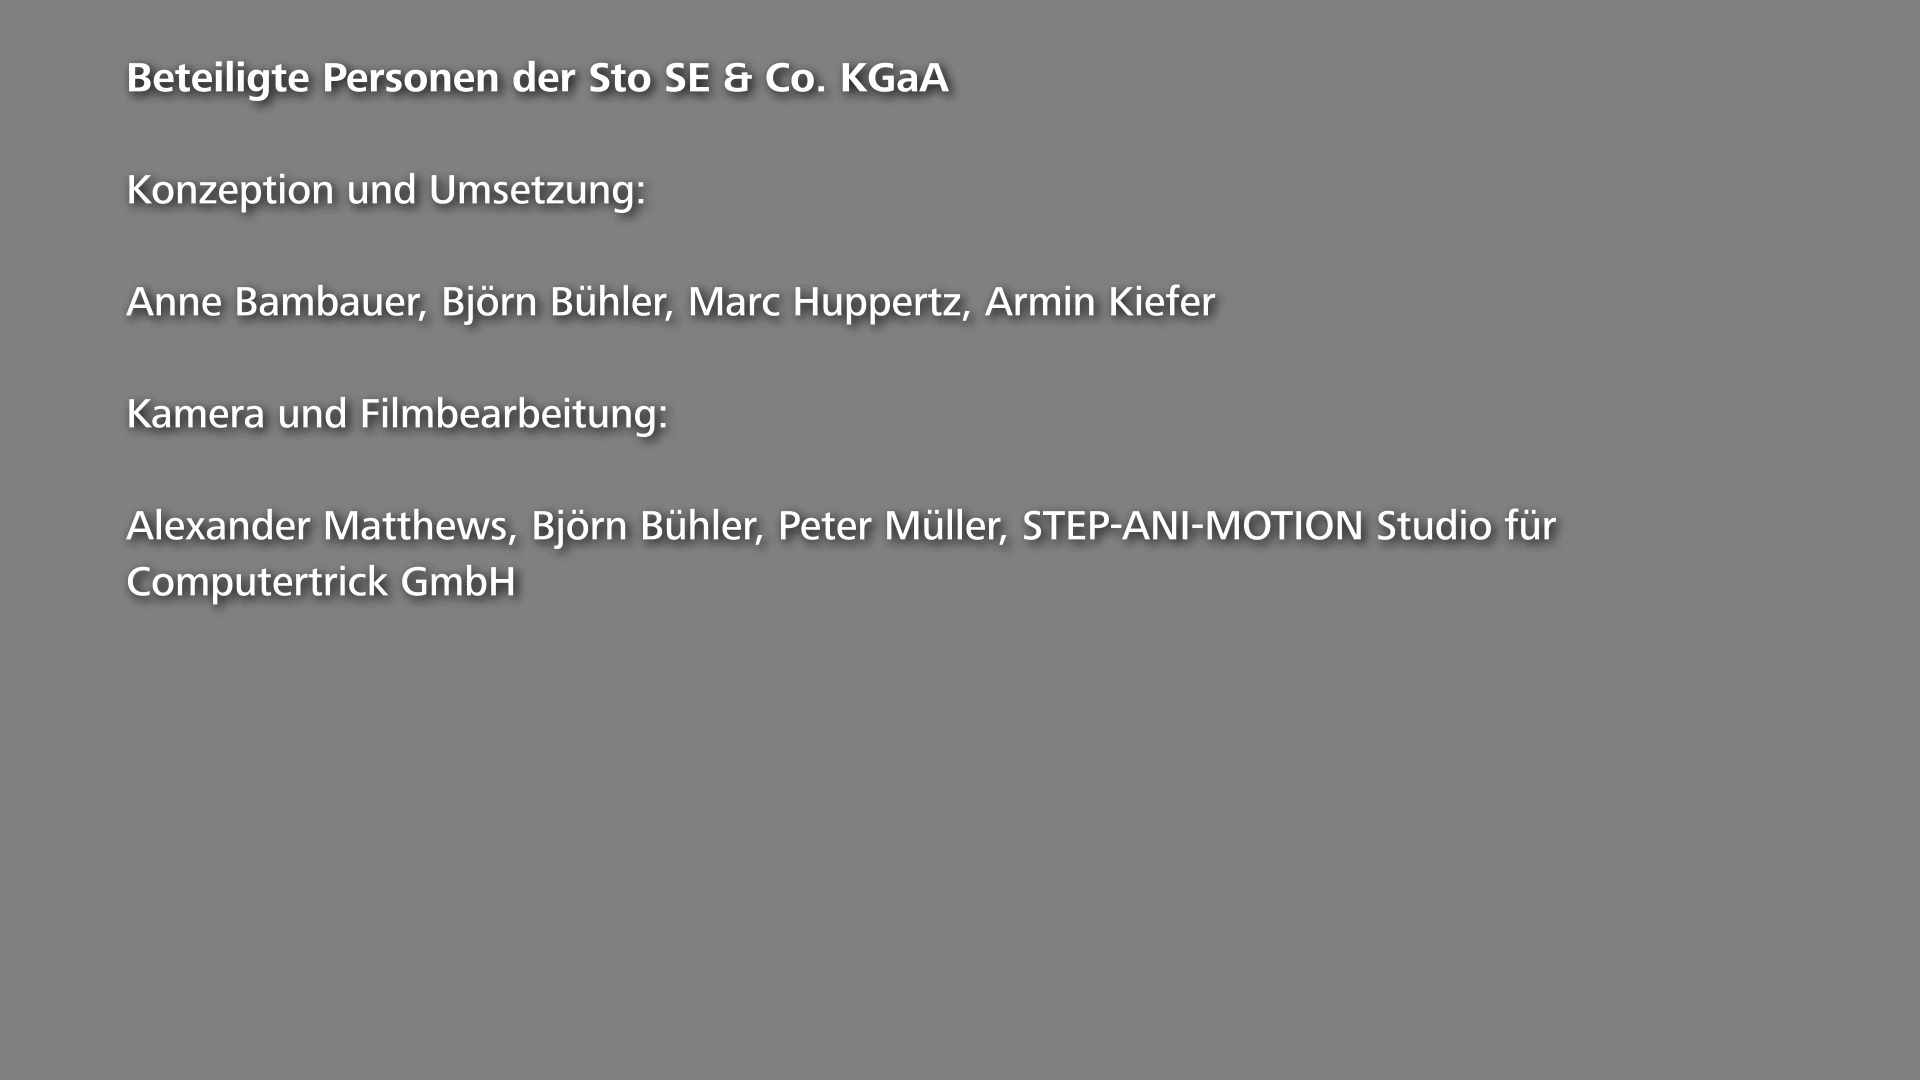 Beteiligte Personen der Sto SE & Co. KGaA
Konzeption und Umsetzung:
Anne Bambauer, Björn Bühler, Marc Huppertz, Armin Kiefer
Kamera und Filmbearbeitung:
Alexander Matthews, Björn Bühler, Peter Müller, STEP-ANI-MOTION Studio für
Computertrick GmbH